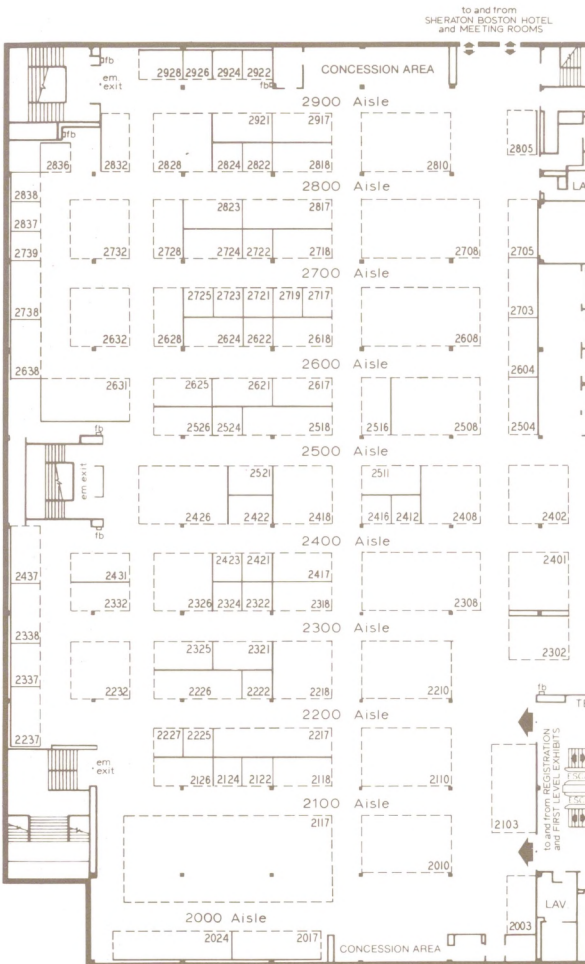 to and from
SHERATON BOSTON HOTEL
and MEETING ROOMS
fb
em.
exit
2928 2926 2924 2922
fb
CONCESSION AREA
2900 Aisle
fb
2921 2917
2805
2836 2832 2828 2824 2822 2818 2810
LA
2800 Aisle
2838
2823 2817
2837
2739 2732 2728 2724 2722 2718 2708 2705
2700 Aisle
2725 2723 2721 2719 2717
2738 2703
2632 2628 2624 2622 2618 2608
2600 Aisle
2638 2631 2625 2621 2617 2604
fb
2526 2524 2518 2516 2508 2504
2500 Aisle
em exit
2521 2511
2426 2422 2418 2416 2412 2408 2402
fb
2400 Aisle
2423 2421 2401
2437 2431 2417
2332 2326 2324 2322 2318 2308
2300 Aisle
2338
2325 2321 2302
2337
2232 2226 2222 2218 2210
fb
TE
2200 Aisle
2237
2227 2225 2217
em
exit
2126 2124 2122 2118 2110
to and from REGISTRATION
and FIRST LEVEL EXHIBITS
2100 Aisle
2117 2103
2010
2000 Aisle
2003
LAV
2024 2017
CONCESSION AREA